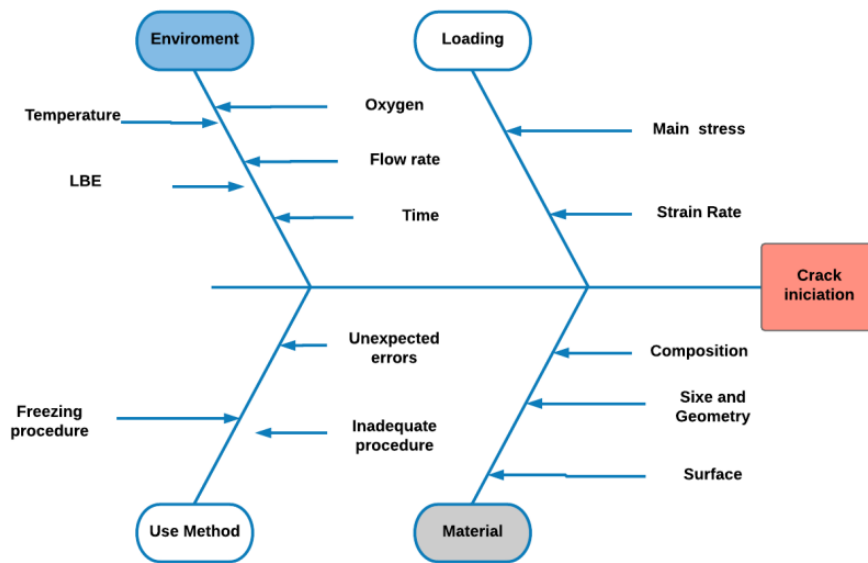 Enviroment
Loading
Temperature
Oxygen
Main stress
LBE
Flow rate
Time
Strain Rate
Crack
iniciation
Unexpected
errors
Composition
Freezing
procedure
Inadequate
procedure
Sixe and
Geometry
Surface
Use Method
Material